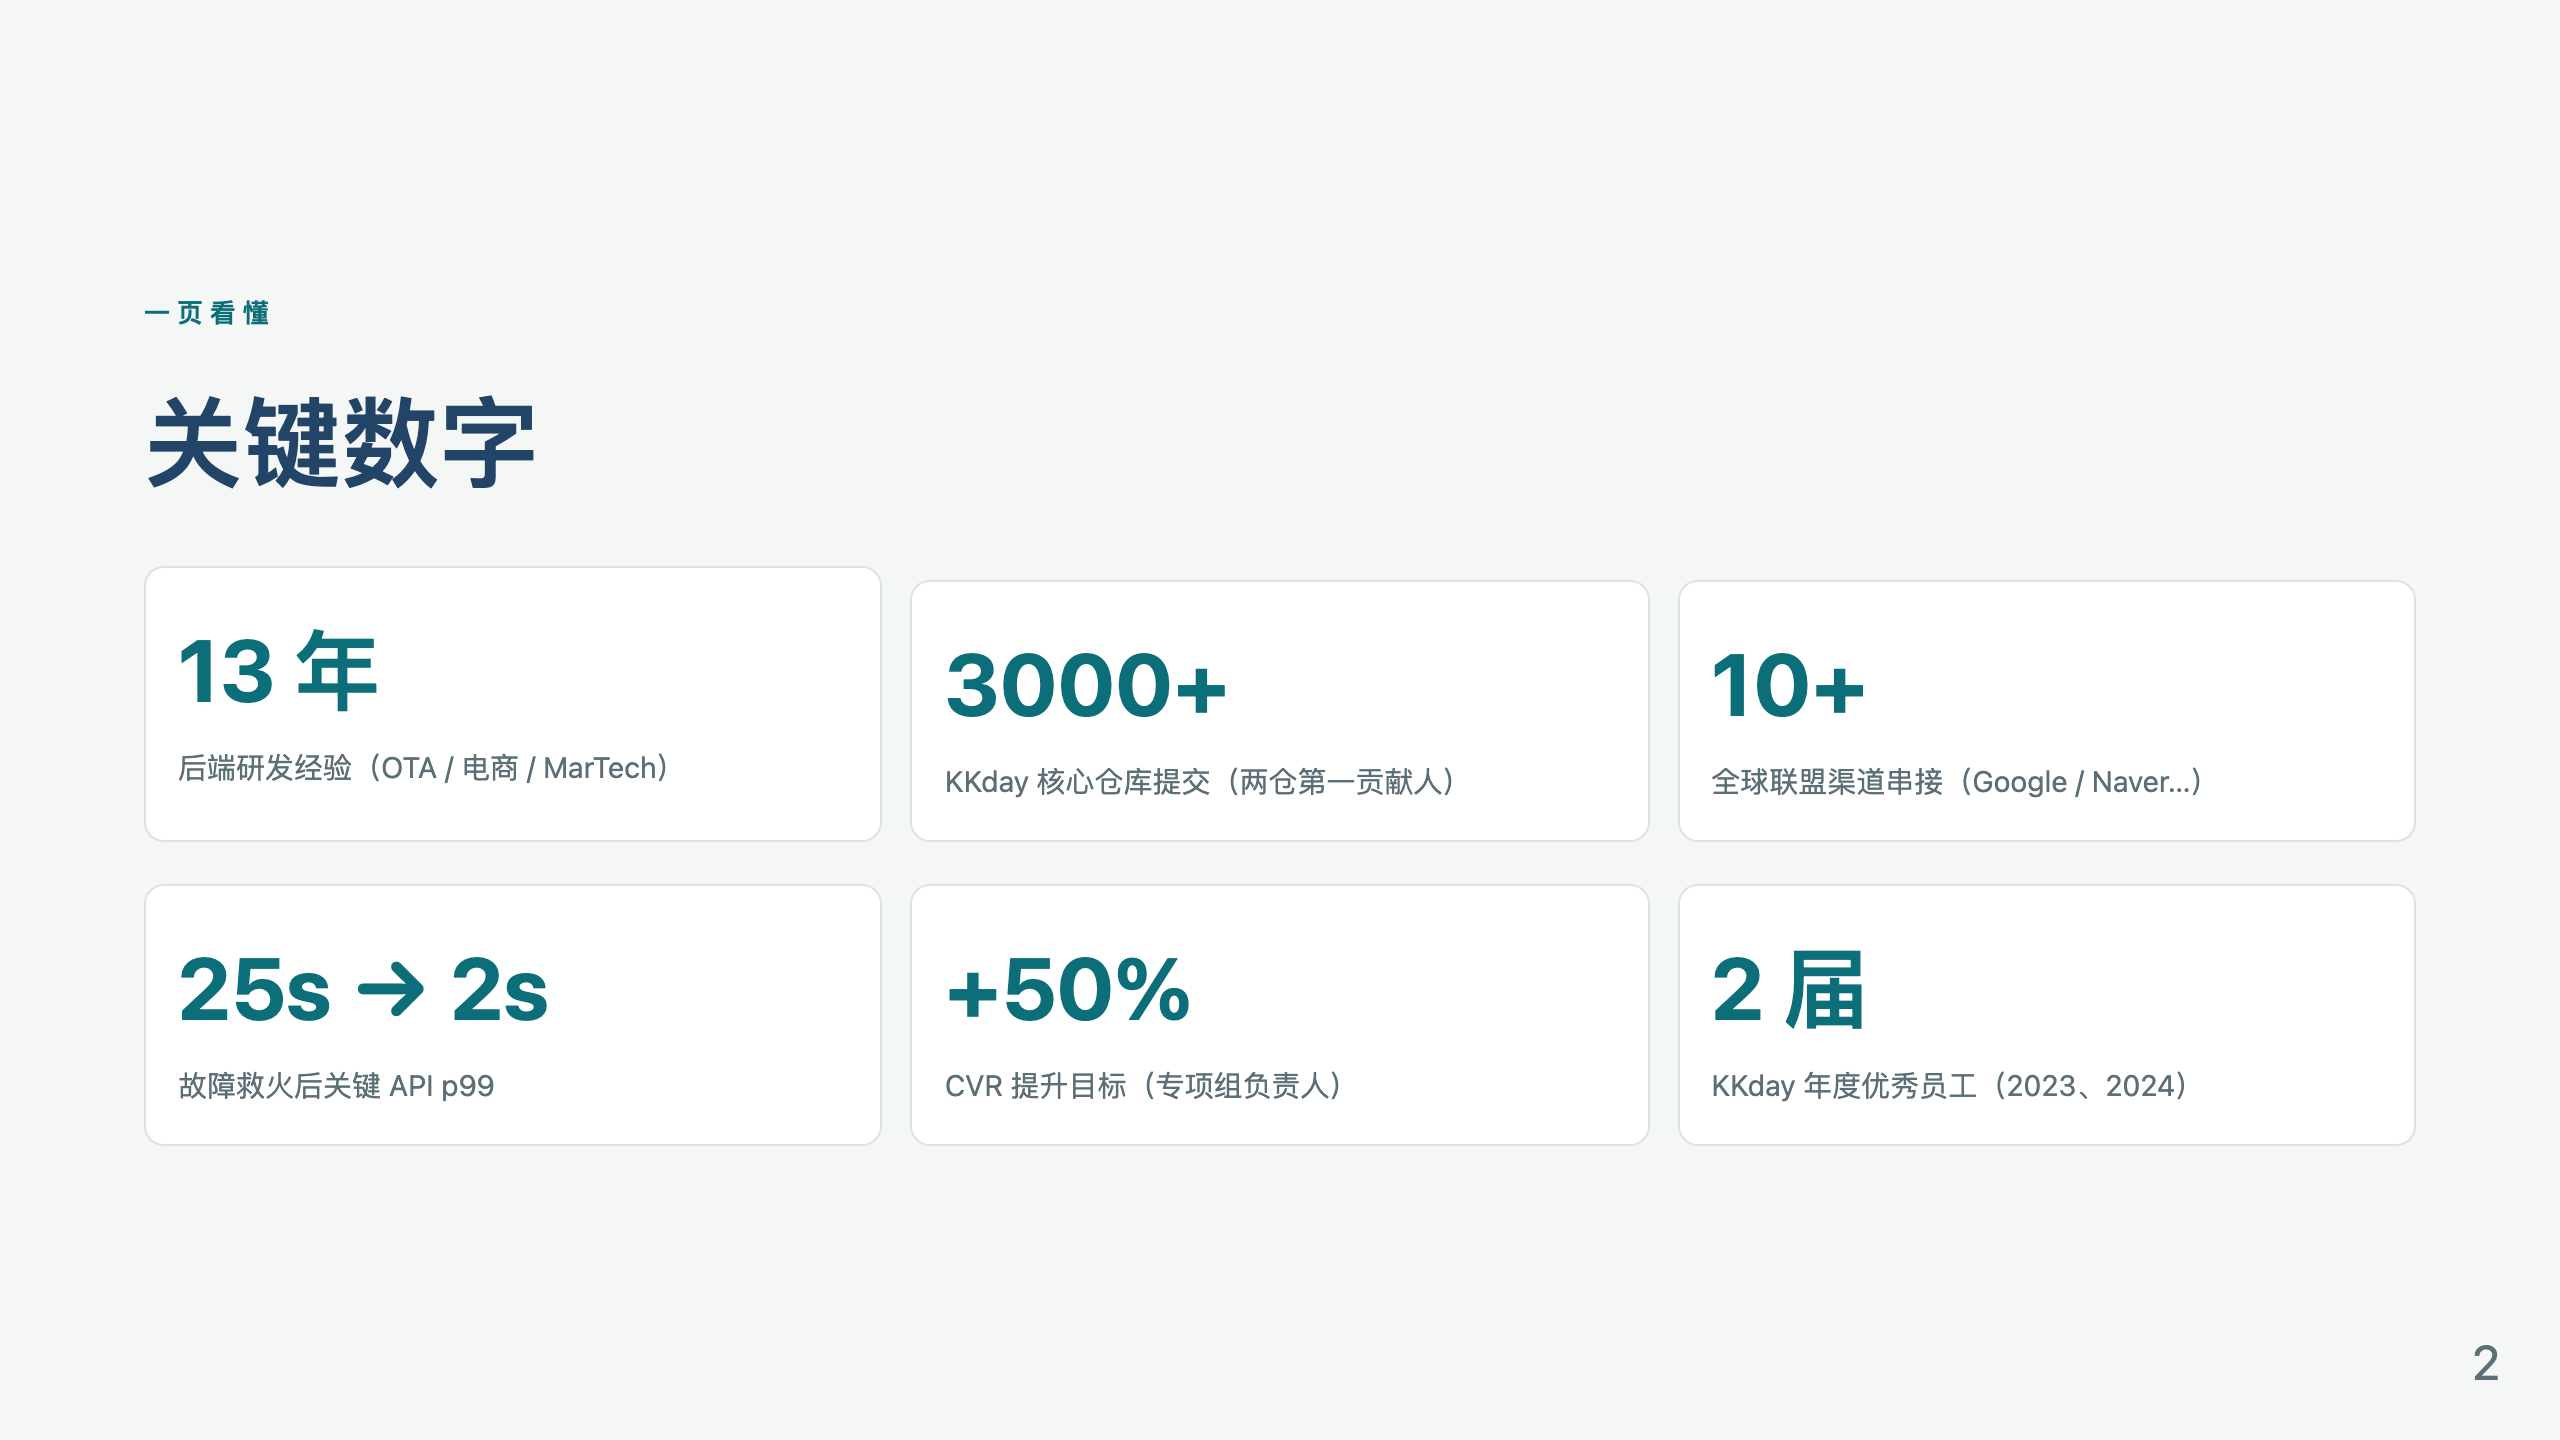 一页看懂
关键数字
13 年
后端研发经验（OTA / 电商 / MarTech）
3000+
KKday 核心仓库提交（两仓第一贡献人）
10+
全球联盟渠道串接（Google / Naver…）
25s → 2s
故障救火后关键 API p99
+50%
CVR 提升目标（专项组负责人）
2 届
KKday 年度优秀员工（2023、2024）
2